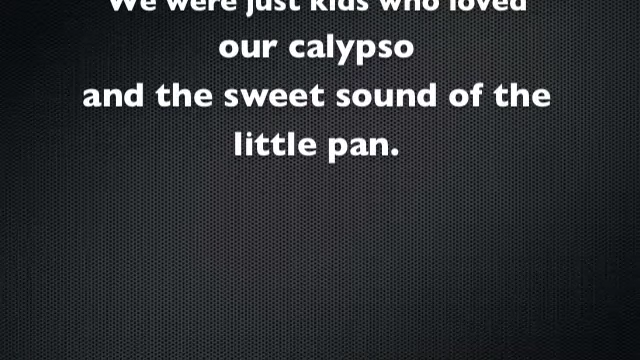 We were just kids who loved
our calypso
and the sweet sound of the
little pan.